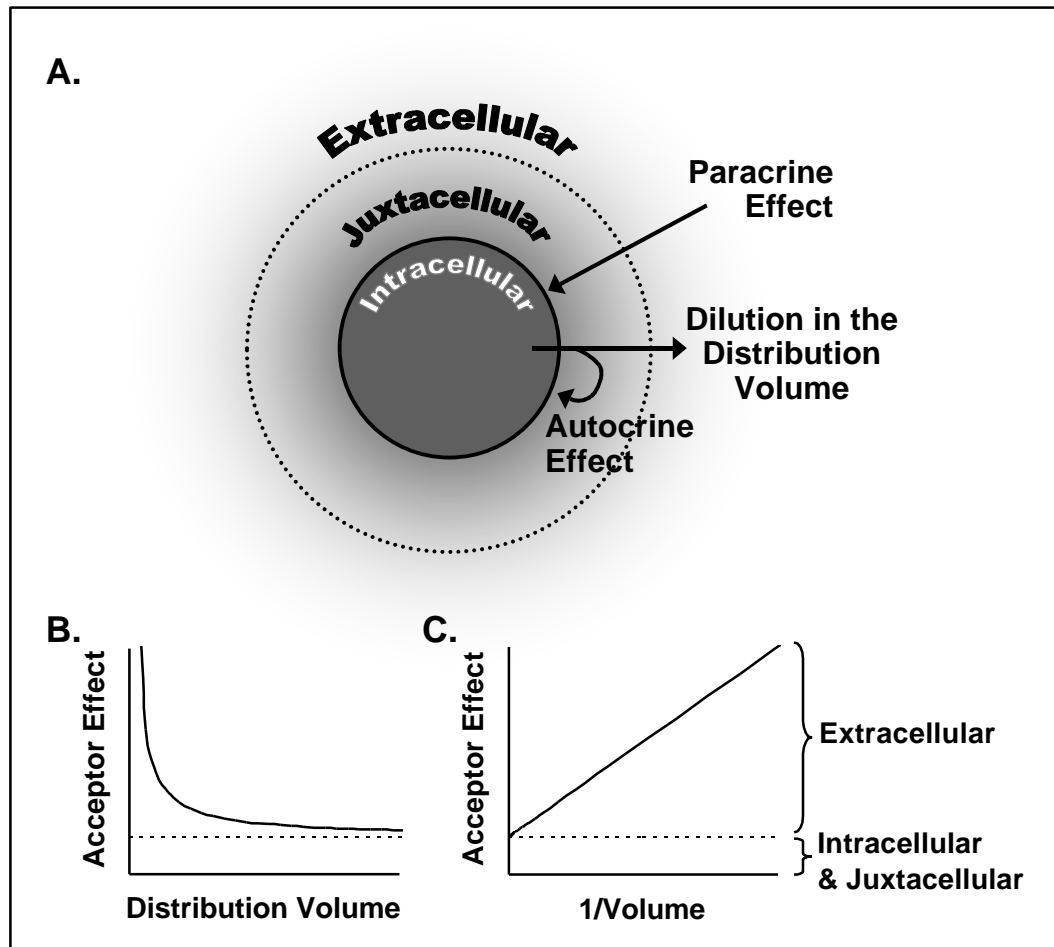 A.
Extracellular
Juxtacellular
Intracellular
Paracrine
Effect
Dilution in the
Distribution
Volume
Autocrine
Effect
B.
Acceptor Effect
Distribution Volume
C.
Acceptor Effect
1/Volume
Extracellular
Intracellular
& Juxtacellular